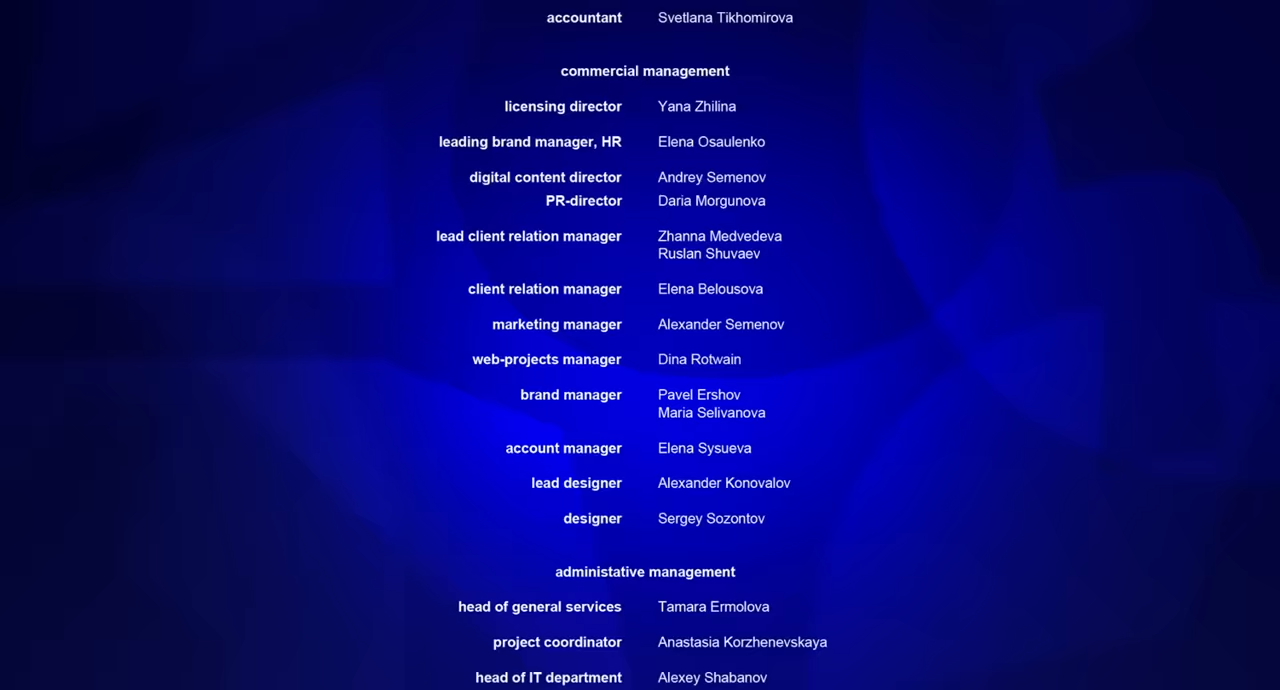 accountant Svetlana Tikhomirova
commercial management
licensing director Yana Zhilina
leading brand manager, HR Elena Osaulenko
digital content director Andrey Semenov
PR-director Daria Morgunova
lead client relation manager Zhanna Medvedeva
Ruslan Shuvaev
client relation manager Elena Belousova
marketing manager Alexander Semenov
web-projects manager Dina Rotwain
brand manager Pavel Ershov
Maria Selivanova
account manager Elena Sysueva
lead designer Alexander Konovalov
designer Sergey Sozontov
administative management
head of general services Tamara Ermolova
project coordinator Anastasia Korzhenevskaya
head of IT department Alexey Shabanov